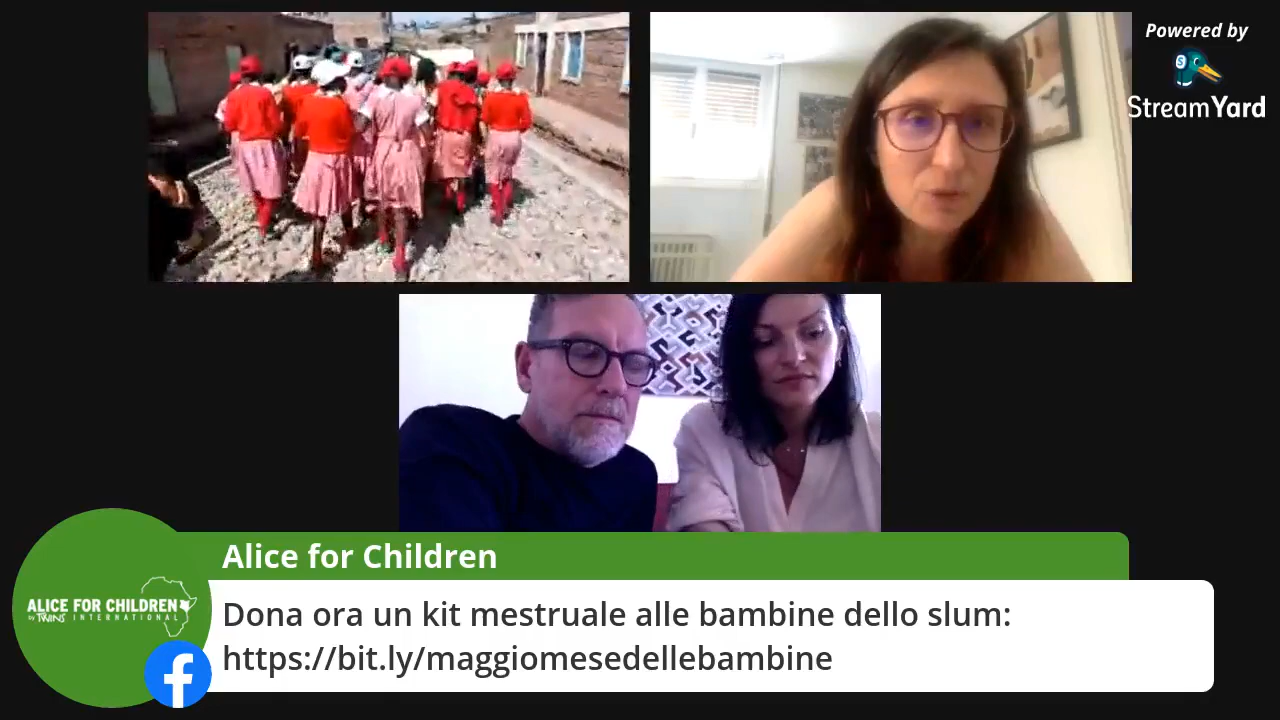 Powered by
StreamYard
Alice for Children
ALICE FOR CHILDREN
by TWINS INTERNATIONAL
Dona ora un kit mestruale alle bambine dello slum:
https://bit.ly/maggiomesedellebambine